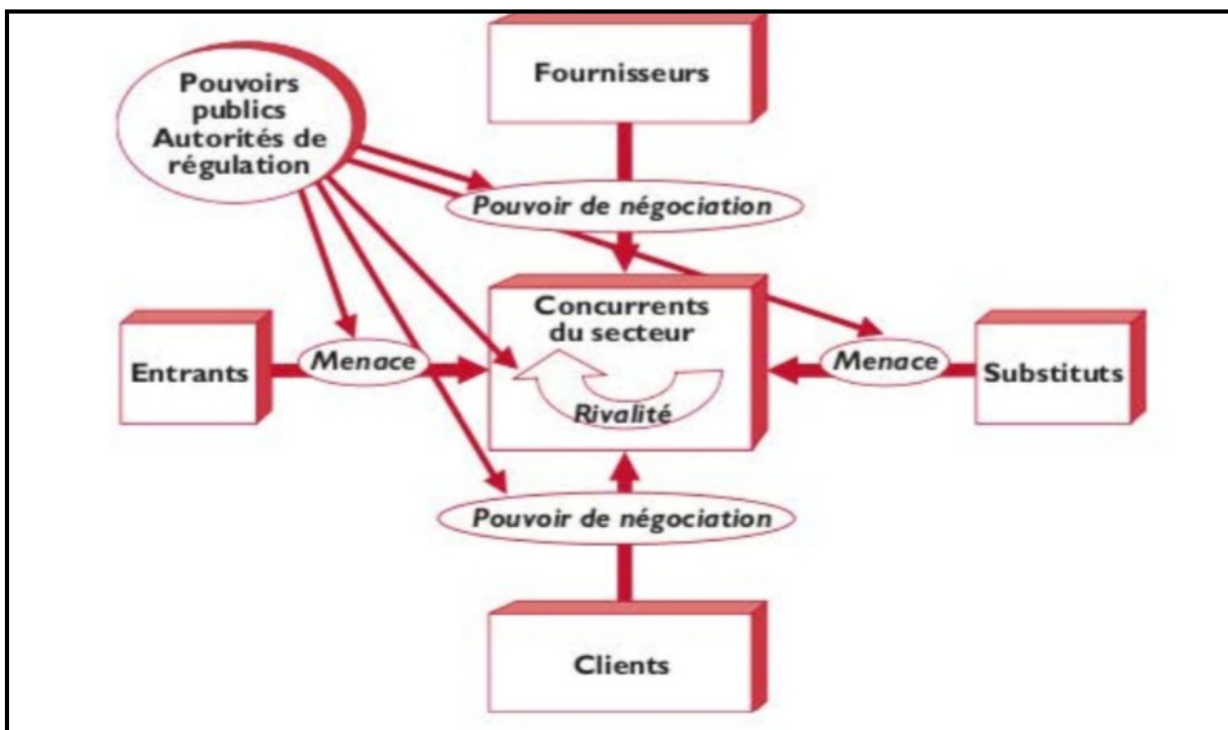 Pouvoirs
publics
Autorités de
régulation
Fournisseurs
Pouvoir de négociation
Concurrents
du secteur
Rivalité
Entrants
Menace
Menace
Substituts
Pouvoir de négociation
Clients